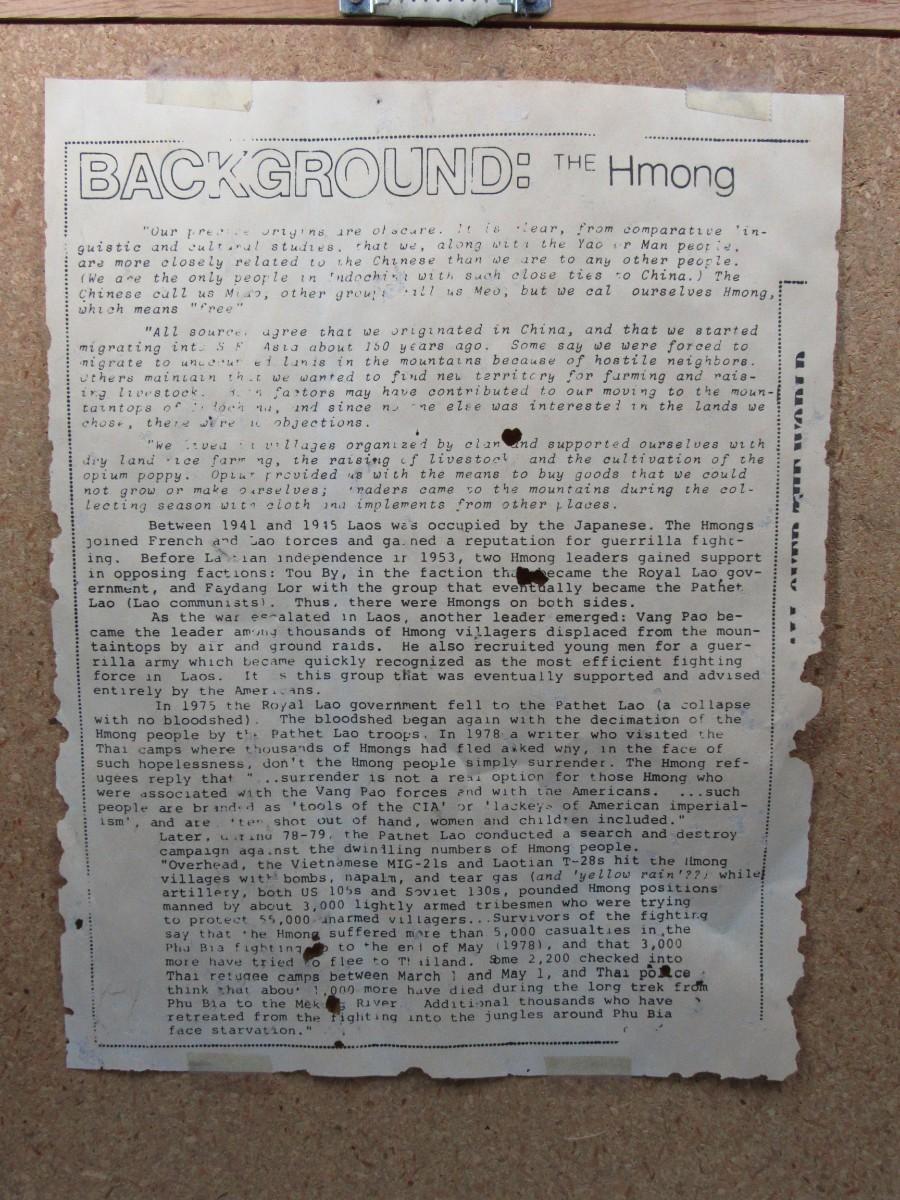 BACKGROUND: THE Hmong
"Our precise origins are obscure. It is clear, from comparative lin-
guistic and cultural studies, that we, along with the Yao or Man people,
are more closely related to the Chinese than we are to any other people.
(We are the only people in Indochina with such close ties to China.) The
Chinese call us Miao, other groups call us Meo, but we call ourselves Hmong,
which means "free"
"All sources agree that we originated in China, and that we started
migrating into S.E. Asia about 150 years ago. Some say we were forced to
migrate to unoccupied lands in the mountains because of hostile neighbors.
Others maintain that we wanted to find new territory for farming and rais-
ing livestock. Both factors may have contributed to our moving to the moun-
taintops of Indochina, and since no one else was interested in the lands we
chose, there were no objections.
"We lived in villages organized by clan and supported ourselves with
dry land rice farming, the raising of livestock and the cultivation of the
opium poppy. Opium provided us with the means to buy goods that we could
not grow or make ourselves; traders came to the mountains during the col-
lecting season with cloth and implements from other places.
Between 1941 and 1945 Laos was occupied by the Japanese. The Hmongs
joined French and Lao forces and gained a reputation for guerrilla fight-
ing. Before Laotian independence in 1953, two Hmong leaders gained support
in opposing factions: Tou By, in the faction that became the Royal Lao gov-
ernment, and Faydang Lor with the group that eventually became the Pathet
Lao (Lao communists). Thus, there were Hmongs on both sides.
As the war escalated in Laos, another leader emerged: Vang Pao be-
came the leader among thousands of Hmong villagers displaced from the moun-
taintops by air and ground raids. He also recruited young men for a guer-
rilla army which became quickly recognized as the most efficient fighting
force in Laos. It is this group that was eventually supported and advised
entirely by the Americans.
In 1975 the Royal Lao government fell to the Pathet Lao (a collapse
with no bloodshed). The bloodshed began again with the decimation of the
Hmong people by the Pathet Lao troops. In 1978 a writer who visited the
Thai camps where thousands of Hmongs had fled asked why, in the face of
such hopelessness, don't the Hmong people simply surrender. The Hmong ref-
ugees reply that "...surrender is not a real option for those Hmong who
were associated with the Vang Pao forces and with the Americans. ...such
people are branded as 'tools of the CIA' or 'lackeys of American imperial-
ism', and are often shot out of hand, women and children included."
Later, during 78-79, the Pathet Lao conducted a search and destroy
campaign against the dwindling numbers of Hmong people.
"Overhead, the Vietnamese MIG-21s and Laotian T-28s hit the Hmong
villages with bombs, napalm, and tear gas (and 'yellow rain'??) while
artillery, both US 105s and Soviet 130s, pounded Hmong positions
manned by about 3,000 lightly armed tribesmen who were trying
to protect 55,000 unarmed villagers...Survivors of the fighting
say that the Hmong suffered more than 5,000 casualties in the
Phu Bia fighting up to the end of May (1978), and that 3,000
more have tried to flee to Thailand. Some 2,200 checked into
Thai refugee camps between March 1 and May 1, and Thai police
think that about 1,000 more have died during the long trek from
Phu Bia to the Mekong River. Additional thousands who have
retreated from the fighting into the jungles around Phu Bia
face starvation."